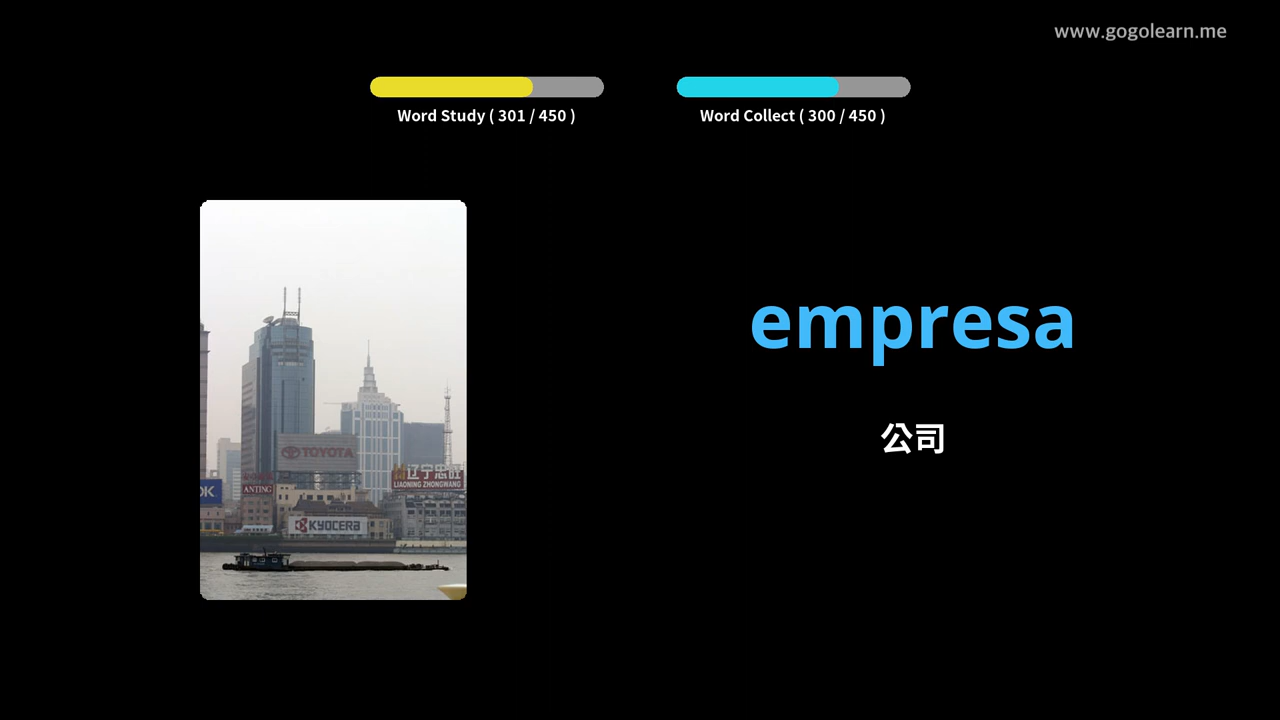 www.gogolearn.me
Word Study ( 301 / 450 )
Word Collect ( 300 / 450 )
empresa
公司
TOYOTA
辽宁忠旺
LIAONING ZHONGWANG
OK
ANTING
KYOCERA